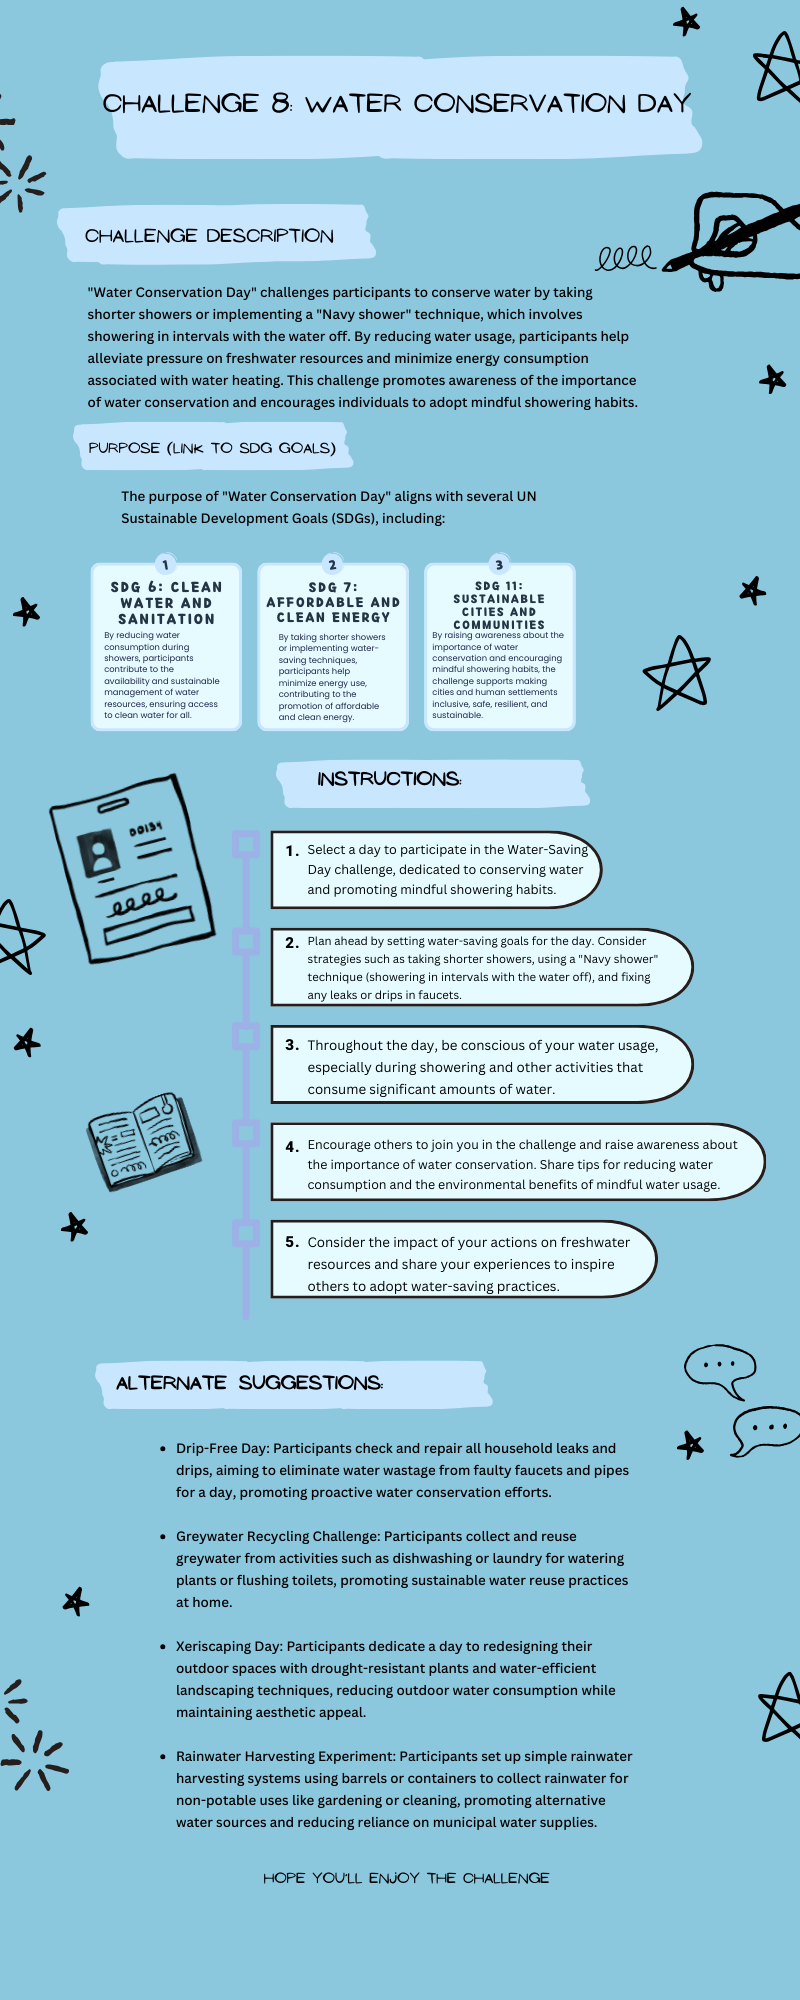 CHALLENGE 8: WATER CONSERVATION DAY
CHALLENGE DESCRIPTION
"Water Conservation Day" challenges participants to conserve water by taking
shorter showers or implementing a "Navy shower" technique, which involves
showering in intervals with the water off. By reducing water usage, participants help
alleviate pressure on freshwater resources and minimize energy consumption
associated with water heating. This challenge promotes awareness of the importance
of water conservation and encourages individuals to adopt mindful showering habits.
PURPOSE (LINK TO SDG GOALS)
The purpose of "Water Conservation Day" aligns with several UN
Sustainable Development Goals (SDGs), including:
1
SDG 6: CLEAN
WATER AND
SANITATION
By reducing water
consumption during
showers, participants
contribute to the
availability and sustainable
management of water
resources, ensuring access
to clean water for all.
2
SDG 7:
AFFORDABLE AND
CLEAN ENERGY
By taking shorter showers
or implementing water-
saving techniques,
participants help
minimize energy use,
contributing to the
promotion of affordable
and clean energy.
3
SDG 11:
SUSTAINABLE
CITIES AND
COMMUNITIES
By raising awareness about the
importance of water
conservation and encouraging
mindful showering habits, the
challenge supports making
cities and human settlements
inclusive, safe, resilient, and
sustainable.
INSTRUCTIONS:
DO134
1. Select a day to participate in the Water-Saving
Day challenge, dedicated to conserving water
and promoting mindful showering habits.
2. Plan ahead by setting water-saving goals for the day. Consider
strategies such as taking shorter showers, using a "Navy shower"
technique (showering in intervals with the water off), and fixing
any leaks or drips in faucets.
3. Throughout the day, be conscious of your water usage,
especially during showering and other activities that
consume significant amounts of water.
4. Encourage others to join you in the challenge and raise awareness about
the importance of water conservation. Share tips for reducing water
consumption and the environmental benefits of mindful water usage.
5. Consider the impact of your actions on freshwater
resources and share your experiences to inspire
others to adopt water-saving practices.
ALTERNATE SUGGESTIONS:
• Drip-Free Day: Participants check and repair all household leaks and
drips, aiming to eliminate water wastage from faulty faucets and pipes
for a day, promoting proactive water conservation efforts.
• Greywater Recycling Challenge: Participants collect and reuse
greywater from activities such as dishwashing or laundry for watering
plants or flushing toilets, promoting sustainable water reuse practices
at home.
• Xeriscaping Day: Participants dedicate a day to redesigning their
outdoor spaces with drought-resistant plants and water-efficient
landscaping techniques, reducing outdoor water consumption while
maintaining aesthetic appeal.
• Rainwater Harvesting Experiment: Participants set up simple rainwater
harvesting systems using barrels or containers to collect rainwater for
non-potable uses like gardening or cleaning, promoting alternative
water sources and reducing reliance on municipal water supplies.
HOPE YOU'LL ENJOY THE CHALLENGE